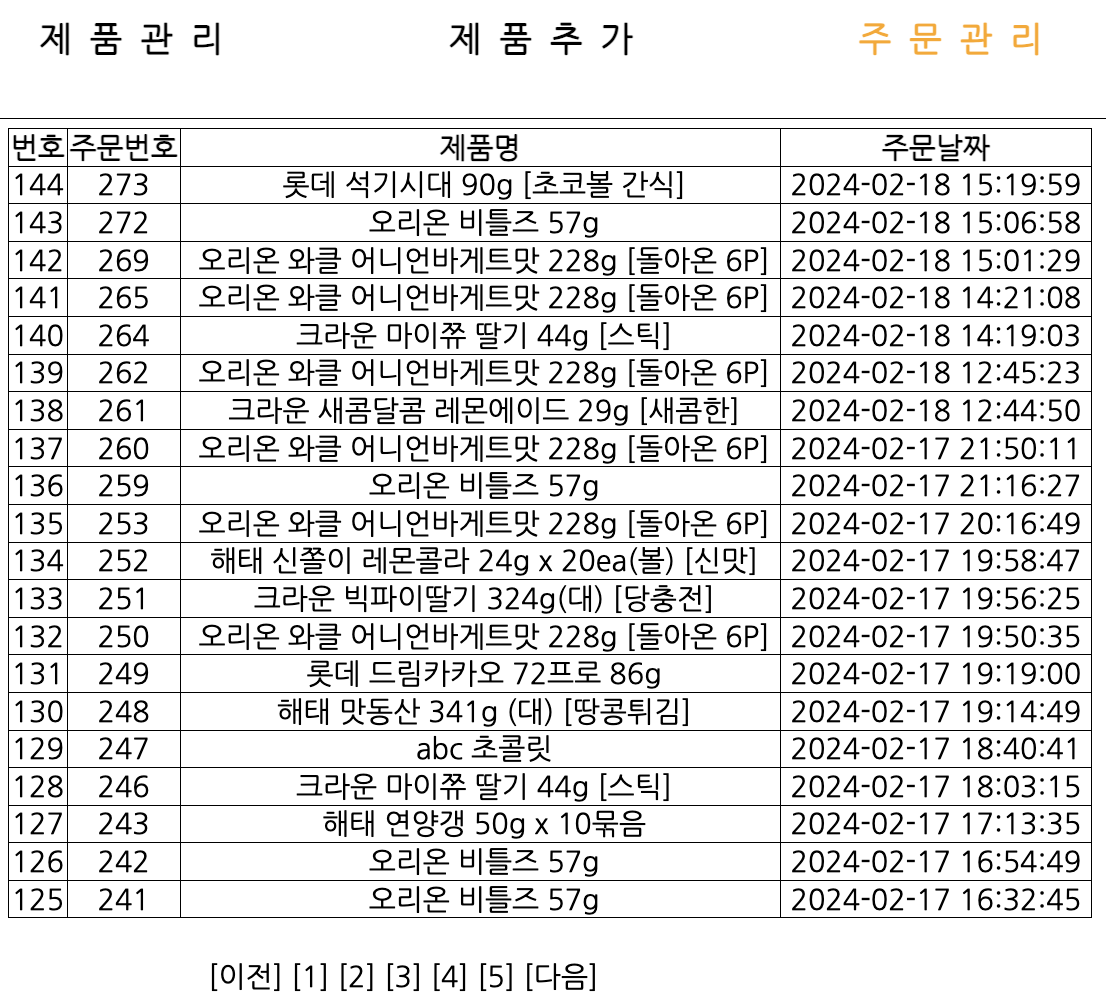 제 품 관 리 제 품 추 가 주 문 관 리
번호 주문번호 제품명 주문날짜
144 273 롯데 석기시대 90g [초코볼 간식] 2024-02-18 15:19:59
143 272 오리온 비틀즈 57g 2024-02-18 15:06:58
142 269 오리온 와클 어니언바게트맛 228g [돌아온 6P] 2024-02-18 15:01:29
141 265 오리온 와클 어니언바게트맛 228g [돌아온 6P] 2024-02-18 14:21:08
140 264 크라운 마이쮸 딸기 44g [스틱] 2024-02-18 14:19:03
139 262 오리온 와클 어니언바게트맛 228g [돌아온 6P] 2024-02-18 12:45:23
138 261 크라운 새콤달콤 레몬에이드 29g [새콤한] 2024-02-18 12:44:50
137 260 오리온 와클 어니언바게트맛 228g [돌아온 6P] 2024-02-17 21:50:11
136 259 오리온 비틀즈 57g 2024-02-17 21:16:27
135 253 오리온 와클 어니언바게트맛 228g [돌아온 6P] 2024-02-17 20:16:49
134 252 해태 신쫄이 레몬콜라 24g x 20ea(볼) [신맛] 2024-02-17 19:58:47
133 251 크라운 빅파이딸기 324g(대) [당충전] 2024-02-17 19:56:25
132 250 오리온 와클 어니언바게트맛 228g [돌아온 6P] 2024-02-17 19:50:35
131 249 롯데 드림카카오 72프로 86g 2024-02-17 19:19:00
130 248 해태 맛동산 341g (대) [땅콩튀김] 2024-02-17 19:14:49
129 247 abc 초콜릿 2024-02-17 18:40:41
128 246 크라운 마이쮸 딸기 44g [스틱] 2024-02-17 18:03:15
127 243 해태 연양갱 50g x 10묶음 2024-02-17 17:13:35
126 242 오리온 비틀즈 57g 2024-02-17 16:54:49
125 241 오리온 비틀즈 57g 2024-02-17 16:32:45
[이전] [1] [2] [3] [4] [5] [다음]